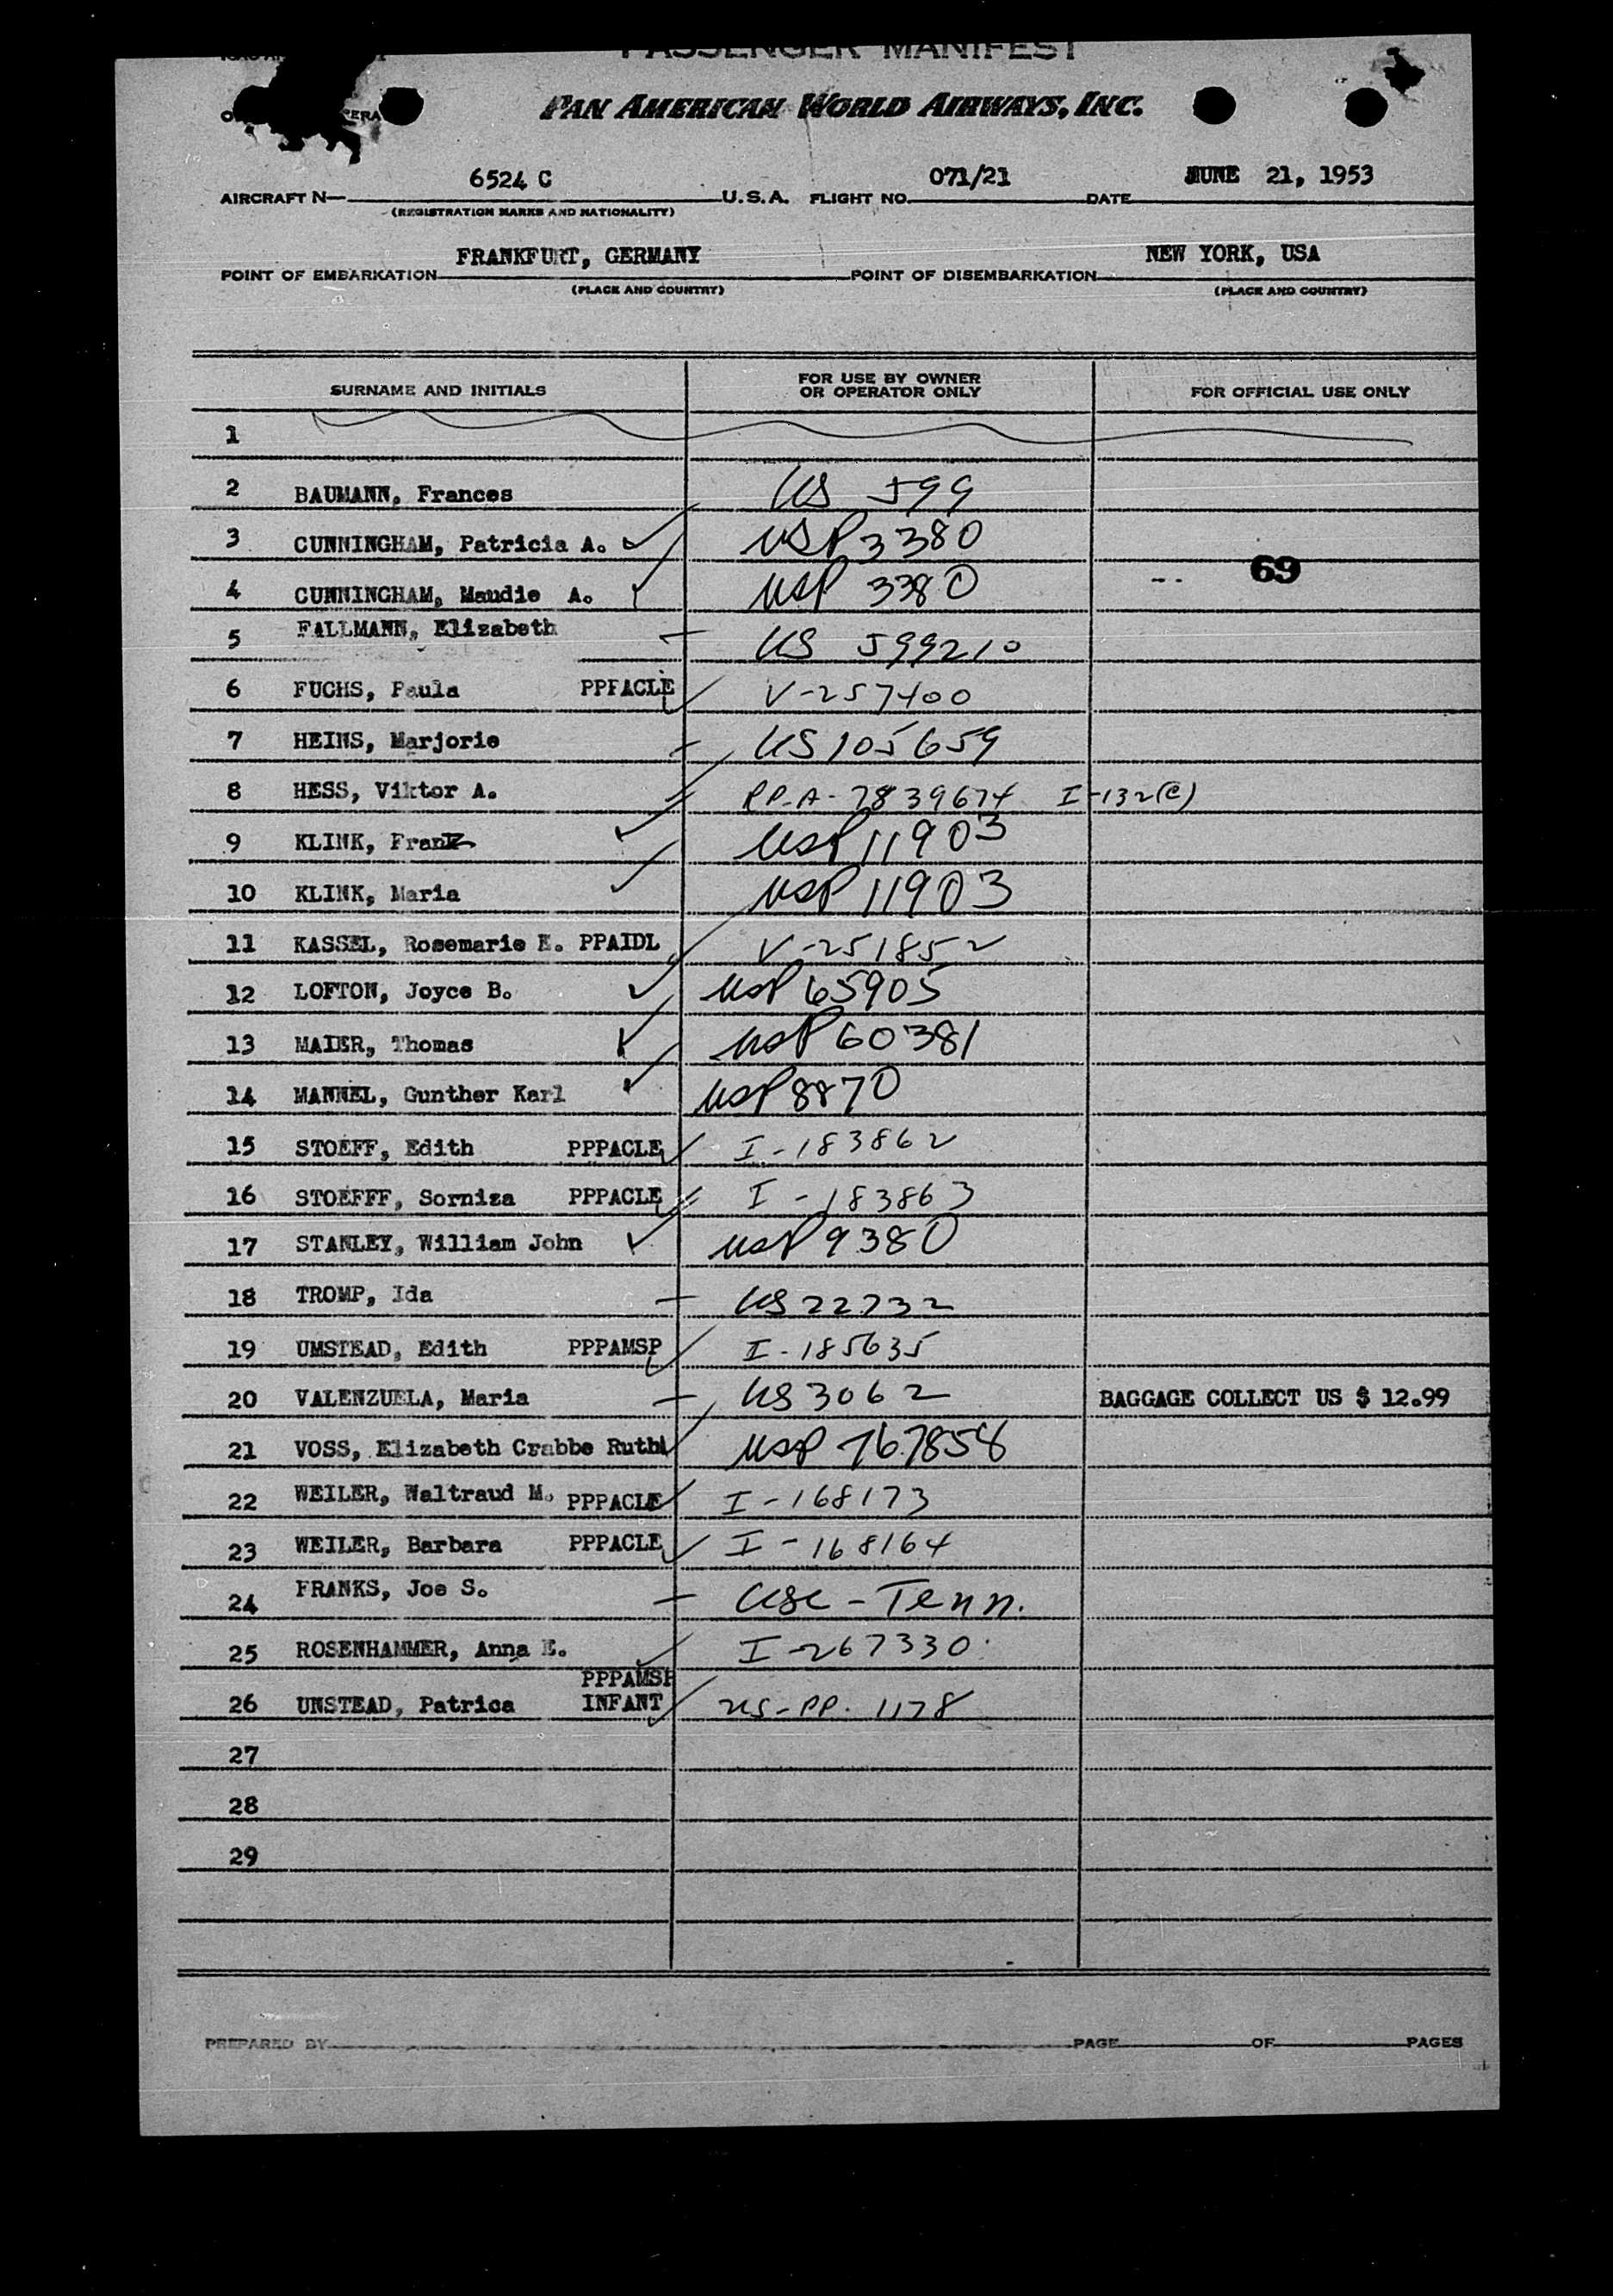 PASSENGER MANIFEST
PAN AMERICAN WORLD AIRWAYS, INC.
AIRCRAFT N— 6524 C U.S.A. FLIGHT NO. 071/21 DATE JUNE 21, 1953
(REGISTRATION MARKS AND NATIONALITY)
POINT OF EMBARKATION FRANKFURT, GERMANY POINT OF DISEMBARKATION NEW YORK, USA
(PLACE AND COUNTRY) (PLACE AND COUNTRY)
SURNAME AND INITIALS FOR USE BY OWNER OR OPERATOR ONLY FOR OFFICIAL USE ONLY
1
2 BAUMANN, Frances US J99
3 CUNNINGHAM, Patricia A. USP 3380
4 CUNNINGHAM, Maudie A. USP 3380 -- 69
5 FALLMANN, Elizabeth US J99210
6 FUCHS, Paula PPFACLE V-257400
7 HEINS, Marjorie US 105659
8 HESS, Viktor A. PP-A-7839674 I-132(C)
9 KLINK, Frank USP 11903
10 KLINK, Maria USP 11903
11 KASSEL, Rosemarie E. PPAIDL V-251852
12 LOFTON, Joyce B. USP 65905
13 MAIER, Thomas USP 60381
14 MANNEL, Gunther Karl USP 8870
15 STOEFF, Edith PPPACLE I-183862
16 STOEFFF, Sorniza PPPACLE I-183863
17 STANLEY, William John USP 9380
18 TROMP, Ida US 22732
19 UMSTEAD, Edith PPPAMSP I-185635
20 VALENZUELA, Maria US 3062 BAGGAGE COLLECT US $ 12.99
21 VOSS, Elizabeth Crabbe Ruth USP 767858
22 WEILER, Waltraud M. PPPACLE I-168173
23 WEILER, Barbara PPPACLE I-168164
24 FRANKS, Joe S. USC - Tenn.
25 ROSENHAMMER, Anna E. I-267330
PPPAMSP
26 UNSTEAD, Patrica INFANT US-PP. 1178
27
28
29
PREPARED BY PAGE OF PAGES